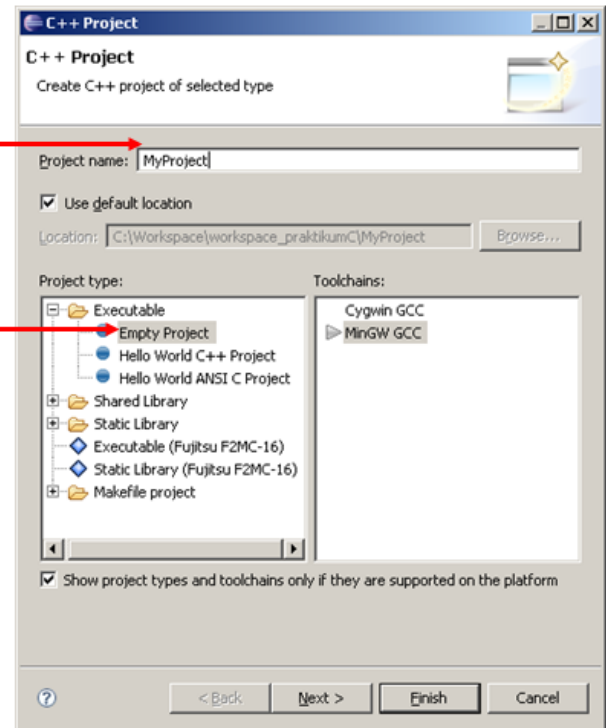 C++ Project
C++ Project
Create C++ project of selected type
Project name: MyProject
Use default location
Location: C:\Workspace\workspace_praktikumC\MyProject Browse...
Project type: Toolchains:
Executable Cygwin GCC
Empty Project MinGW GCC
Hello World C++ Project
Hello World ANSI C Project
Shared Library
Static Library
Executable (Fujitsu F2MC-16)
Static Library (Fujitsu F2MC-16)
Makefile project
Show project types and toolchains only if they are supported on the platform
? < Back Next > Finish Cancel